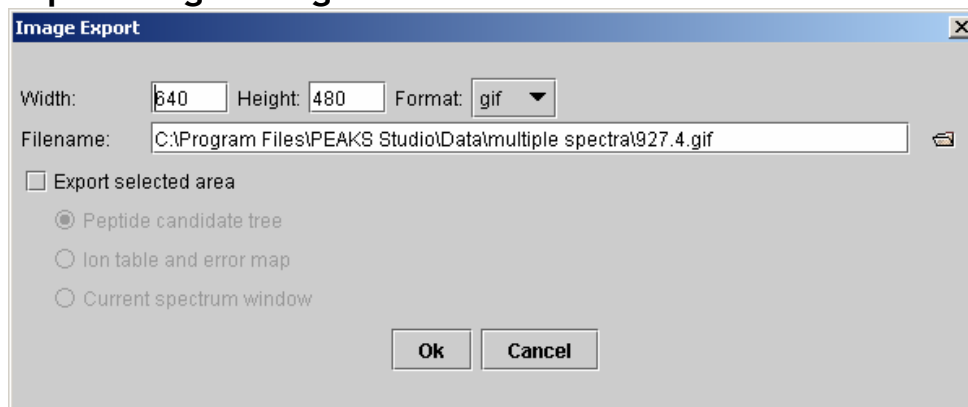 Image Export
Width: 640 Height: 480 Format: gif
Filename: C:\Program Files\PEAKS Studio\Data\multiple spectra\927.4.gif
Export selected area
Peptide candidate tree
Ion table and error map
Current spectrum window
Ok Cancel